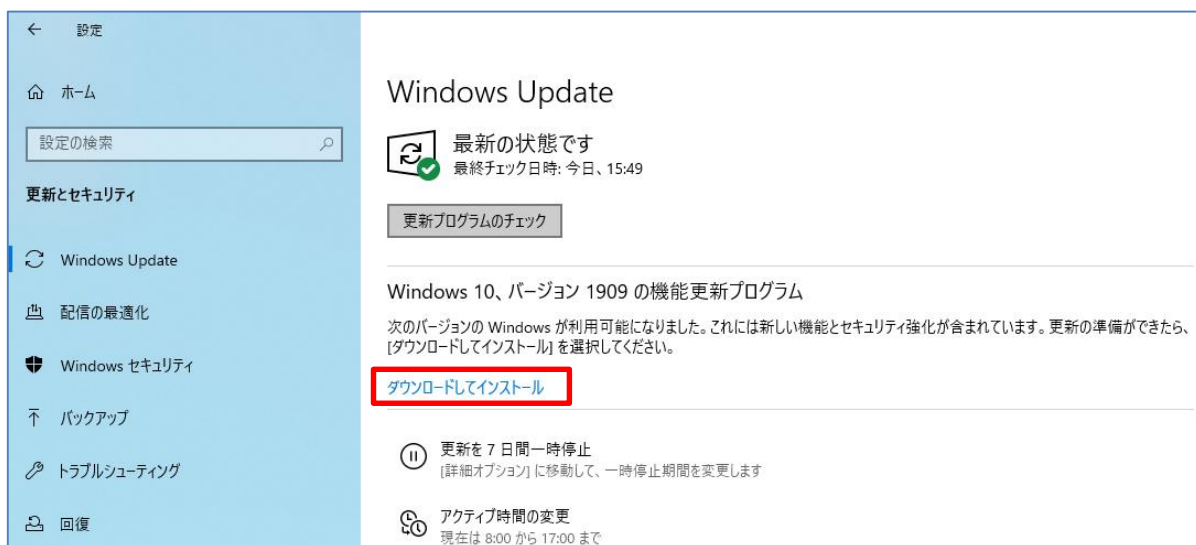 設定
ホーム
設定の検索
更新とセキュリティ
Windows Update
配信の最適化
Windows セキュリティ
バックアップ
トラブルシューティング
回復
Windows Update
最新の状態です
最終チェック日時: 今日、15:49
更新プログラムのチェック
Windows 10、バージョン 1909 の機能更新プログラム
次のバージョンの Windows が利用可能になりました。これには新しい機能とセキュリティ強化が含まれています。更新の準備ができたら、
[ダウンロードしてインストール] を選択してください。
ダウンロードしてインストール
更新を 7 日間一時停止
[詳細オプション] に移動して、一時停止期間を変更します
アクティブ時間の変更
現在は 8:00 から 17:00 まで